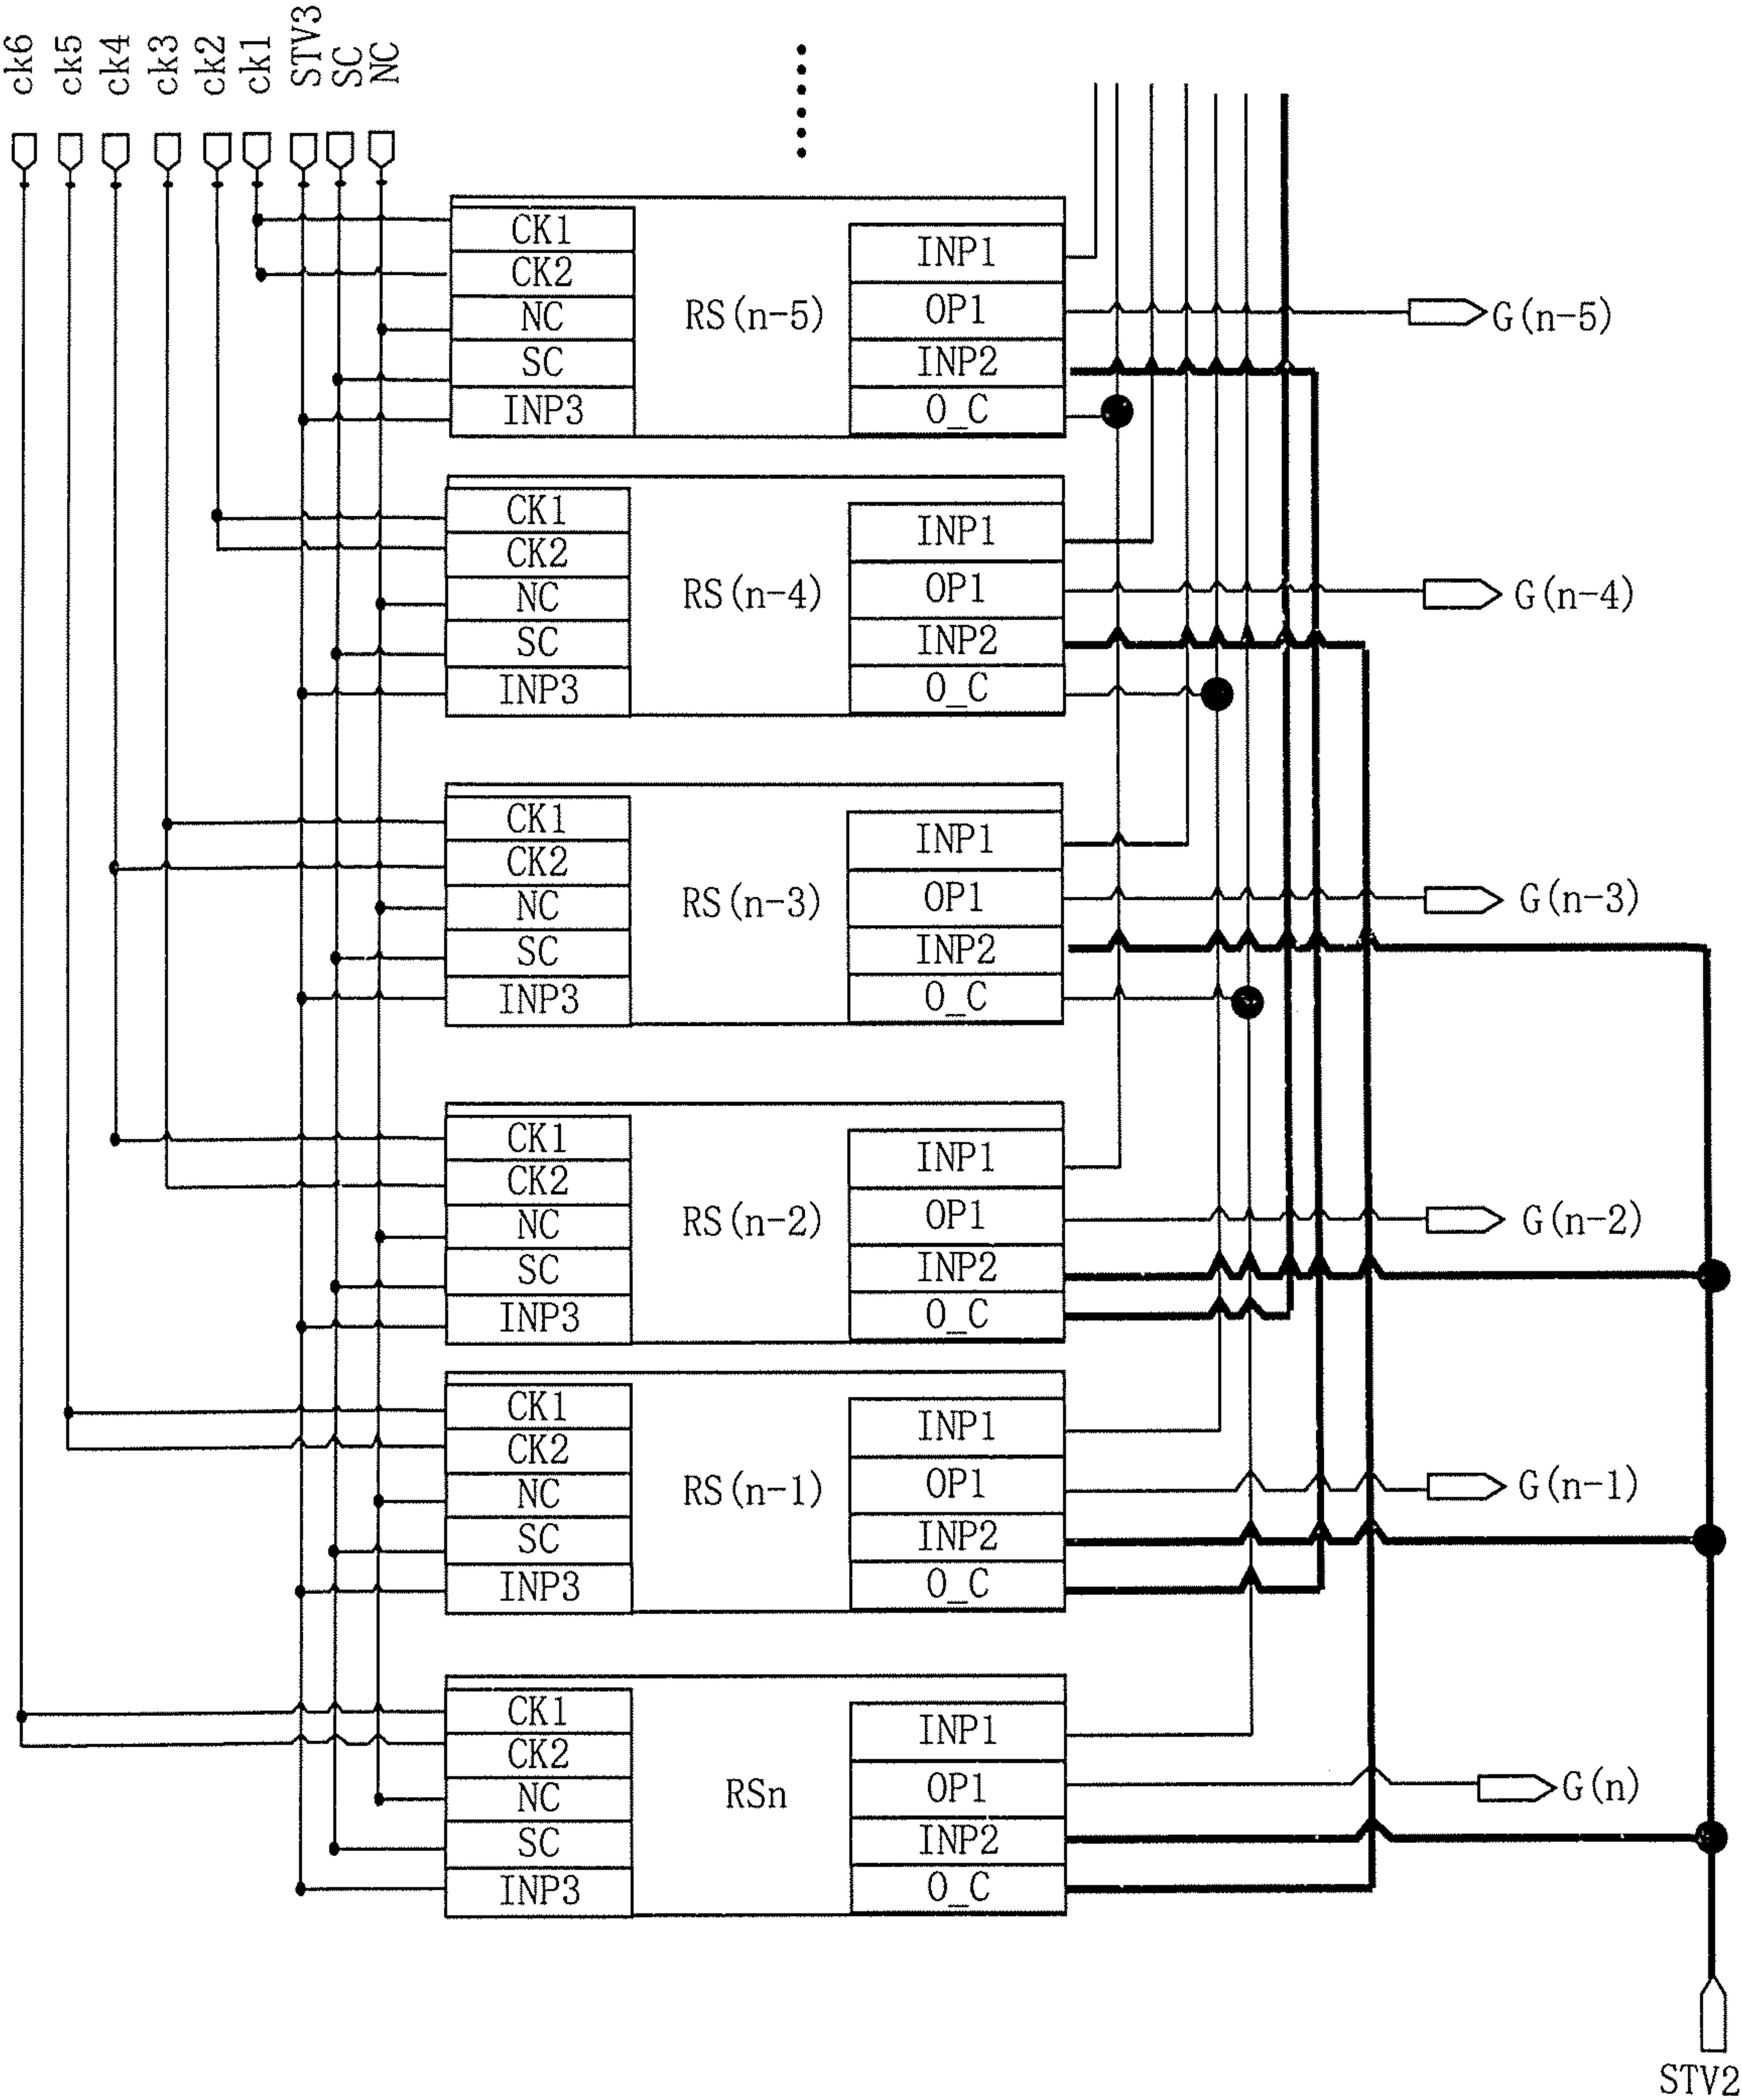 ck6
ck5
ck4
ck3
ck2
ck1
STV3
SC
NC
CK1
CK2
NC
SC
INP3
RS(n-5)
INP1
OP1
INP2
O_C
G(n-5)
CK1
CK2
NC
SC
INP3
RS(n-4)
INP1
OP1
INP2
O_C
G(n-4)
CK1
CK2
NC
SC
INP3
RS(n-3)
INP1
OP1
INP2
O_C
G(n-3)
CK1
CK2
NC
SC
INP3
RS(n-2)
INP1
OP1
INP2
O_C
G(n-2)
CK1
CK2
NC
SC
INP3
RS(n-1)
INP1
OP1
INP2
O_C
G(n-1)
CK1
CK2
NC
SC
INP3
RSn
INP1
OP1
INP2
O_C
G(n)
STV2